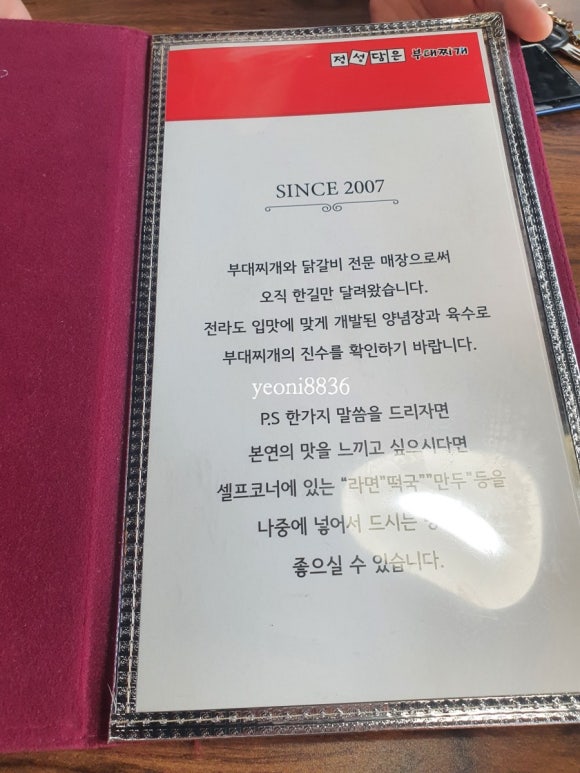 정성담은 부대찌개
SINCE 2007
부대찌개와 닭갈비 전문 매장으로써
오직 한길만 달려왔습니다.
전라도 입맛에 맞게 개발된 양념장과 육수로
부대찌개의 진수를 확인하기 바랍니다.
yeoni8836
P.S 한가지 말씀을 드리자면
본연의 맛을 느끼고 싶으시다면
셀프코너에 있는 “라면”떡국””만두”등을
나중에 넣어서 드시는
좋으실 수 있습니다.